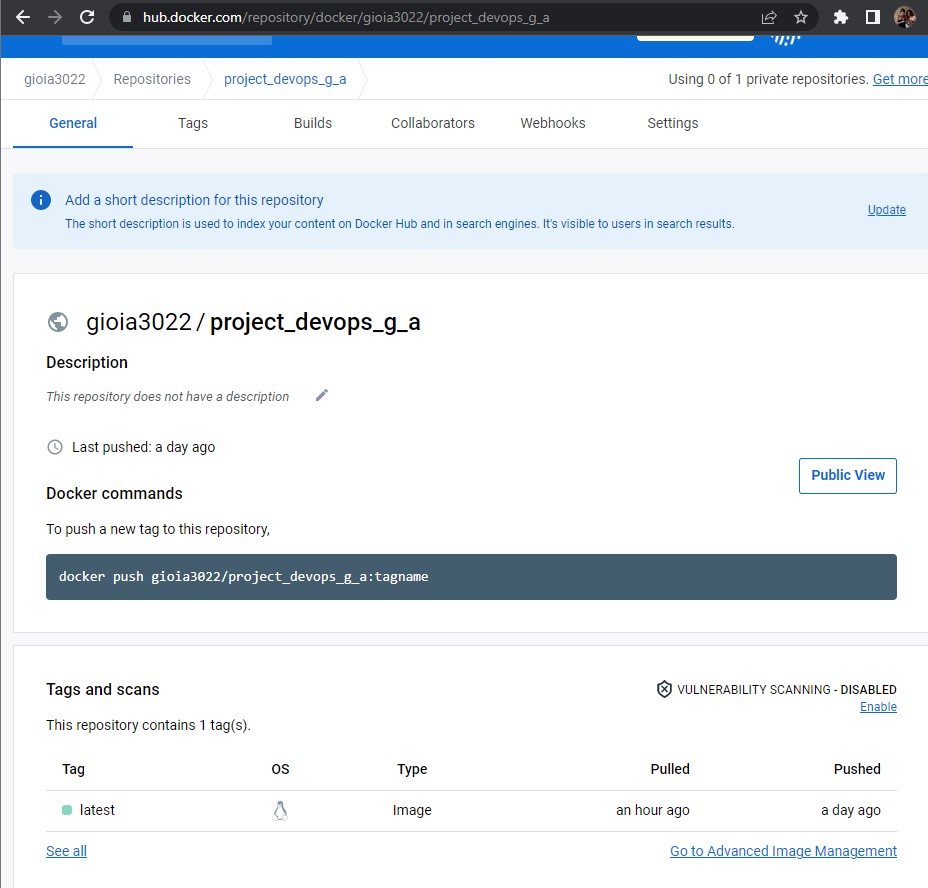 hub.docker.com/repository/docker/gioia3022/project_devops_g_a
gioia3022 Repositories project_devops_g_a Using 0 of 1 private repositories. Get more
General Tags Builds Collaborators Webhooks Settings
Add a short description for this repository
The short description is used to index your content on Docker Hub and in search engines. It's visible to users in search results.
Update
gioia3022 / project_devops_g_a
Description
This repository does not have a description
Last pushed: a day ago
Public View
Docker commands
To push a new tag to this repository,
docker push gioia3022/project_devops_g_a:tagname
Tags and scans
VULNERABILITY SCANNING - DISABLED
Enable
This repository contains 1 tag(s).
Tag OS Type Pulled Pushed
latest Image an hour ago a day ago
See all Go to Advanced Image Management